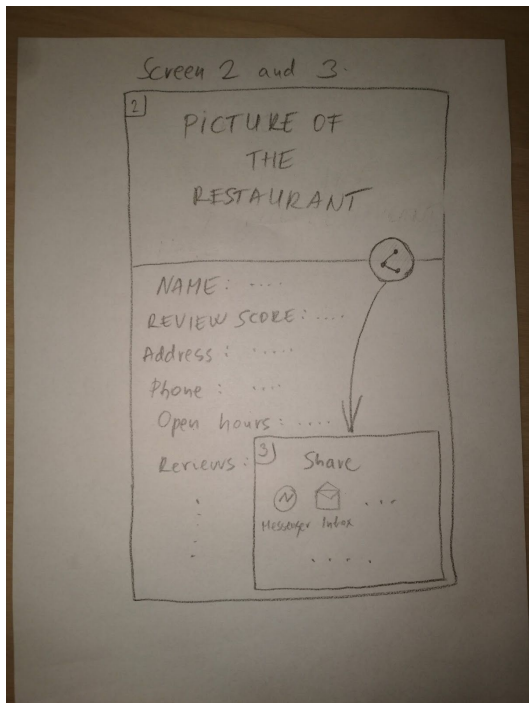 Screen 2 and 3.
2
PiCTURE OF
THE
RESTAURANT
NAME: ....
REVIEW SCORE: ....
Address: .....
Phone: ....
Open hours: .....
Reviews:
3
Share
Messenger Inbox ...
....